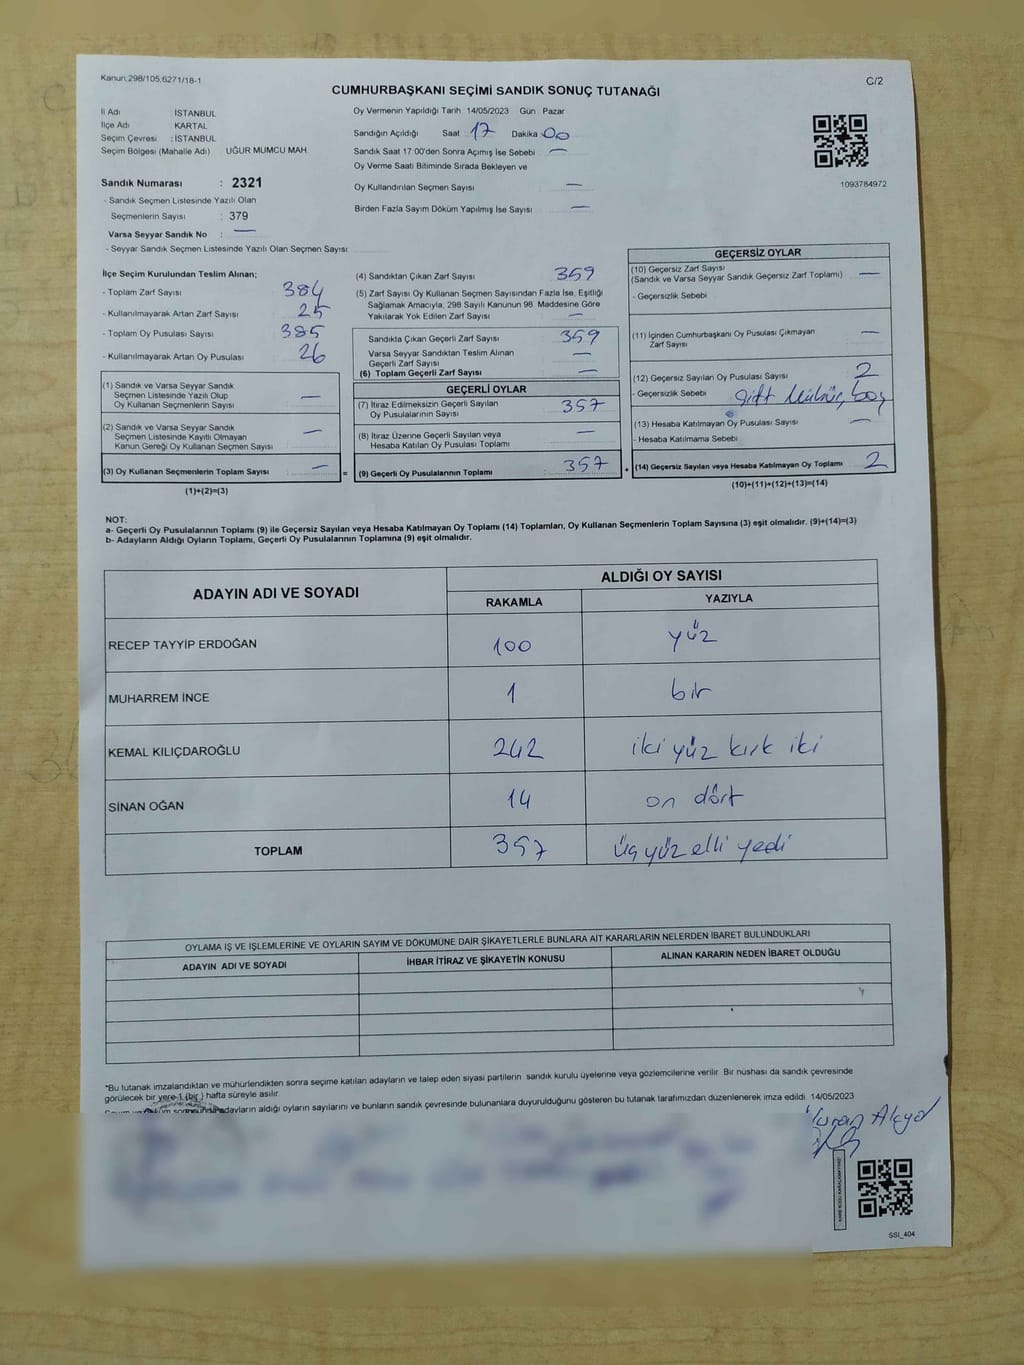 Kanun:298/105,6271/18-1
C/2
CUMHURBAŞKANI SEÇİMİ SANDIK SONUÇ TUTANAĞI
İl Adı : İSTANBUL
İlçe Adı : KARTAL
Seçim Çevresi : İSTANBUL
Seçim Bölgesi (Mahalle Adı) UĞUR MUMCU MAH.
Sandık Numarası : 2321
- Sandık Seçmen Listesinde Yazılı Olan
Seçmenlerin Sayısı : 379
Varsa Seyyar Sandık No : —
- Seyyar Sandık Seçmen Listesinde Yazılı Olan Seçmen Sayısı:
Oy Vermenin Yapıldığı Tarih 14/05/2023 Gün : Pazar
Sandığın Açıldığı Saat : 17 Dakika : 00
Sandık Saat 17:00'den Sonra Açımış İse Sebebi —
Oy Verme Saati Bitiminde Sırada Bekleyen ve
Oy Kullandırılan Seçmen Sayısı —
Birden Fazla Sayım Döküm Yapılmış İse Sayısı —
1093784972
İlçe Seçim Kurulundan Teslim Alınan;
- Toplam Zarf Sayısı 384
- Kullanılmayarak Artan Zarf Sayısı 25
- Toplam Oy Pusulası Sayısı 385
- Kullanılmayarak Artan Oy Pusulası 26
(1) Sandık ve Varsa Seyyar Sandık
Seçmen Listesinde Yazılı Olup
Oy Kullanan Seçmenlerin Sayısı —
(2) Sandık ve Varsa Seyyar Sandık
Seçmen Listesinde Kayıtlı Olmayan
Kanun Gereği Oy Kullanan Seçmen Sayısı —
(3) Oy Kullanan Seçmenlerin Toplam Sayısı —
(1)+(2)=(3)
=
(4) Sandıktan Çıkan Zarf Sayısı 359
(5) Zarf Sayısı Oy Kullanan Seçmen Sayısından Fazla İse, Eşitliği
Sağlamak Amacıyla, 298 Sayılı Kanunun 98. Maddesine Göre
Yakılarak Yok Edilen Zarf Sayısı —
Sandıkta Çıkan Geçerli Zarf Sayısı 359
Varsa Seyyar Sandıktan Teslim Alınan
Geçerli Zarf Sayısı —
(6) Toplam Geçerli Zarf Sayısı —
GEÇERLİ OYLAR
(7) İtiraz Edilmeksizin Geçerli Sayılan
Oy Pusulalarının Sayısı 357
(8) İtiraz Üzerine Geçerli Sayılan veya
Hesaba Katılan Oy Pusulaları Toplamı
(9) Geçerli Oy Pusulalarının Toplamı 357
+
GEÇERSİZ OYLAR
(10) Geçersiz Zarf Sayısı
(Sandık ve Varsa Seyyar Sandık Geçersiz Zarf Toplamı) —
- Geçersizlik Sebebi
(11) İçinden Cumhurbaşkanı Oy Pusulası Çıkmayan —
Zarf Sayısı
(12) Geçersiz Sayılan Oy Pusulası Sayısı 2
- Geçersizlik Sebebi çift Mühür, boş
(13) Hesaba Katılmayan Oy Pusulası Sayısı —
- Hesaba Katılmama Sebebi
(14) Geçersiz Sayılan veya Hesaba Katılmayan Oy Toplamı 2
(10)+(11)+(12)+(13)=(14)
NOT:
a- Geçerli Oy Pusulalarının Toplamı (9) ile Geçersiz Sayılan veya Hesaba Katılmayan Oy Toplamı (14) Toplamları, Oy Kullanan Seçmenlerin Toplam Sayısına (3) eşit olmalıdır. (9)+(14)=(3)
b- Adayların Aldığı Oyların Toplamı, Geçerli Oy Pusulalarının Toplamına (9) eşit olmalıdır.
ADAYIN ADI VE SOYADI
ALDIĞI OY SAYISI
RAKAMLA YAZIYLA
RECEP TAYYİP ERDOĞAN 100 yüz
MUHARREM İNCE 1 bir
KEMAL KILIÇDAROĞLU 242 iki yüz kırk iki
SİNAN OĞAN 14 on dört
TOPLAM 357 üç yüz elli yedi
OYLAMA İŞ VE İŞLEMLERİNE VE OYLARIN SAYIM VE DÖKÜMÜNE DAİR ŞİKAYETLERLE BUNLARA AİT KARARLARIN NELERDEN İBARET BULUNDUKLARI
ADAYIN ADI VE SOYADI İHBAR İTİRAZ VE ŞİKAYETİN KONUSU ALINAN KARARIN NEDEN İBARET OLDUĞU
*Bu tutanak imzalandıktan ve mühürlendikten sonra seçime katılan adayların ve talep eden siyasi partilerin sandık kurulu üyelerine veya gözlemcilerine verilir. Bir nüshası da sandık çevresinde
görülecek bir yere 1 (bir) hafta süreyle asılır.
Sayım ve döküm sonucunda adayların aldığı oyların sayılarını ve bunların sandık çevresinde bulunanlara duyurulduğunu gösteren bu tutanak tarafımızdan düzenlenerek imza edildi. 14/05/2023
SSI_404